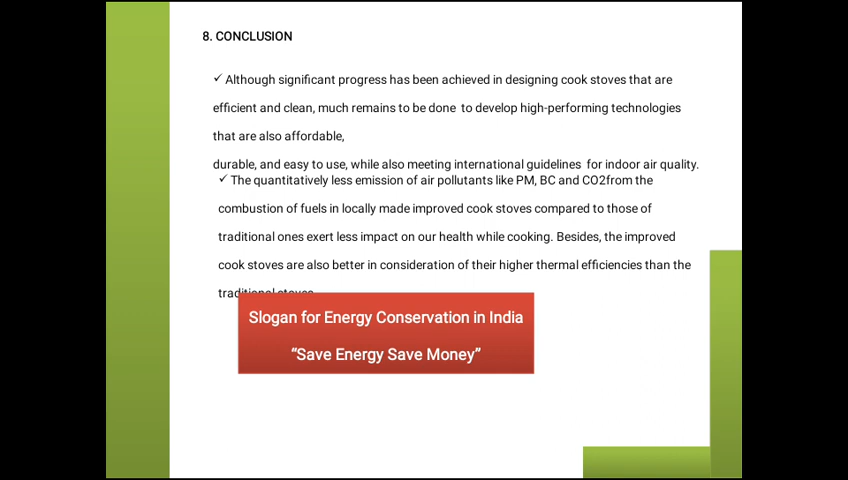 8. CONCLUSION
✓ Although significant progress has been achieved in designing cook stoves that are
efficient and clean, much remains to be done to develop high-performing technologies
that are also affordable,
durable, and easy to use, while also meeting international guidelines for indoor air quality.
✓ The quantitatively less emission of air pollutants like PM, BC and CO2from the
combustion of fuels in locally made improved cook stoves compared to those of
traditional ones exert less impact on our health while cooking. Besides, the improved
cook stoves are also better in consideration of their higher thermal efficiencies than the
traditional stoves
Slogan for Energy Conservation in India
“Save Energy Save Money”